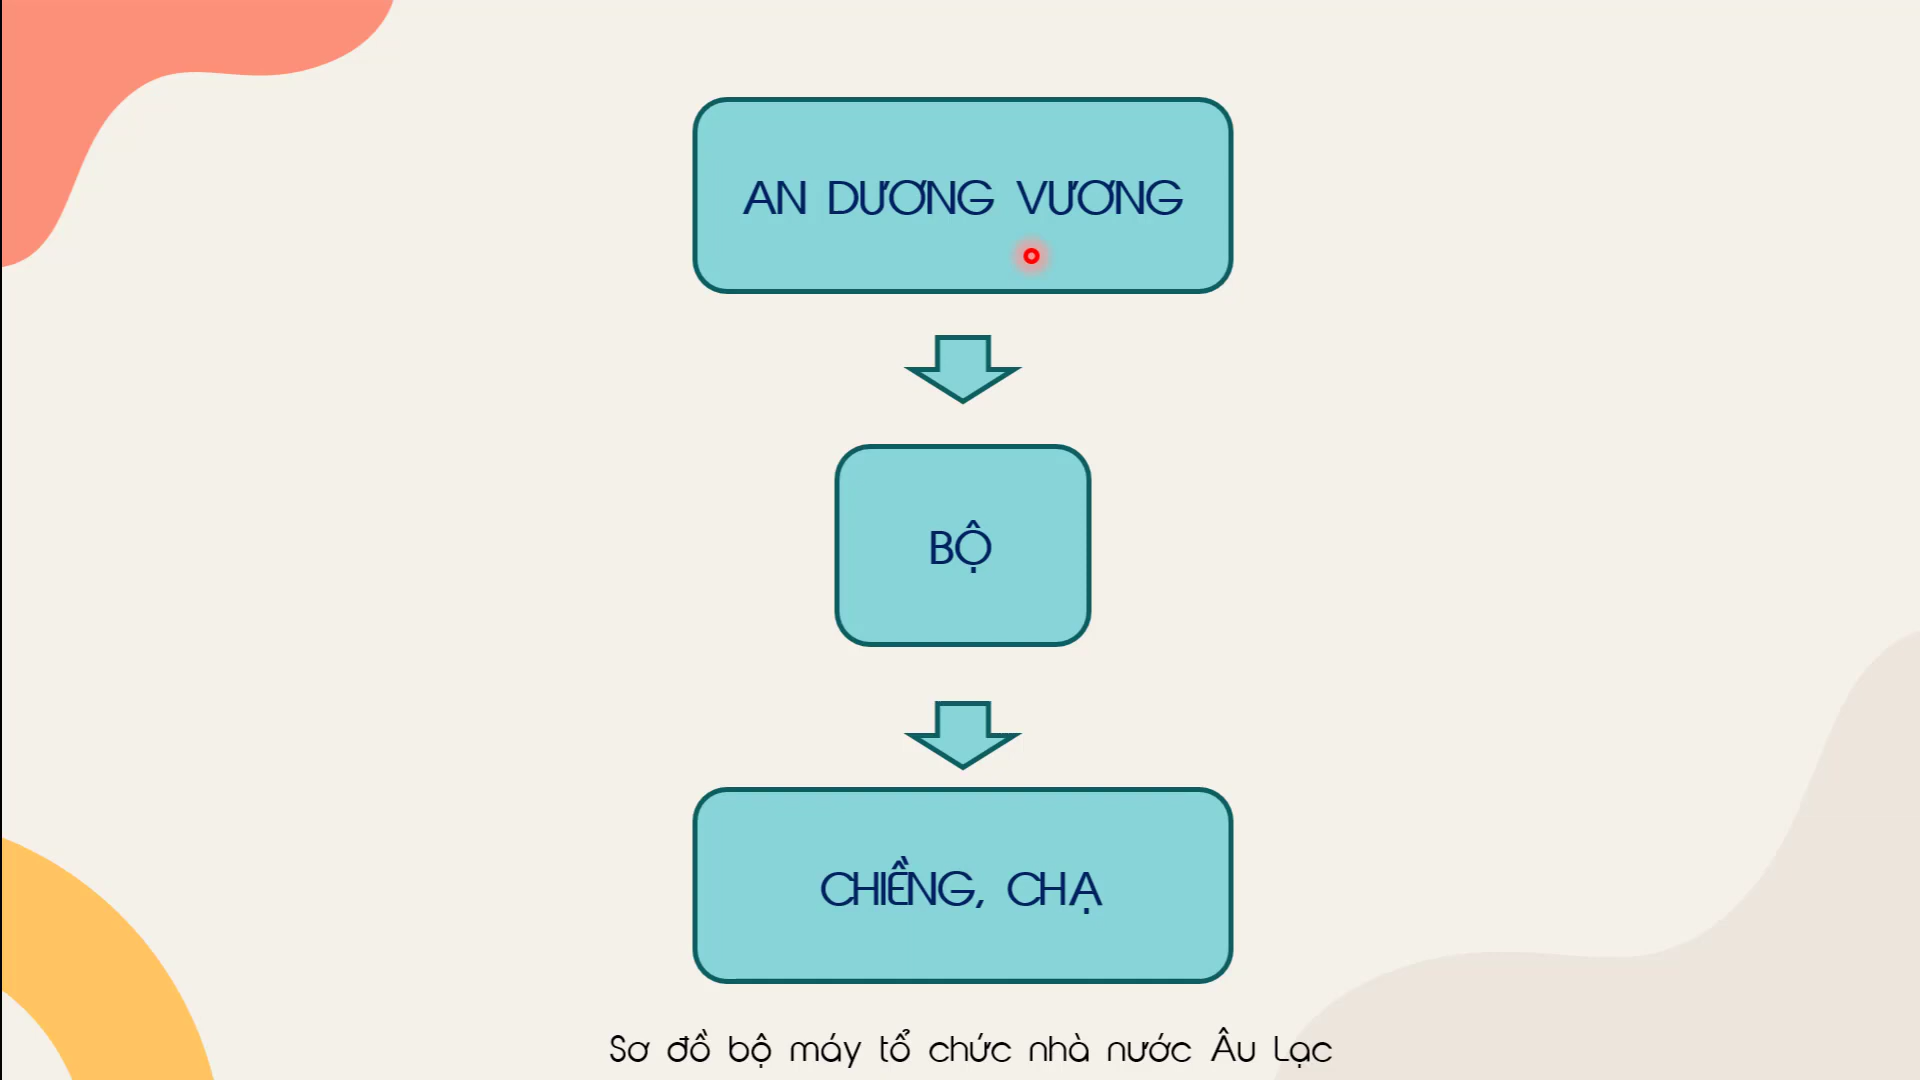 AN DƯƠNG VƯƠNG
BỘ
CHIỀNG, CHẠ
Sơ đồ bộ máy tổ chức nhà nước Âu Lạc